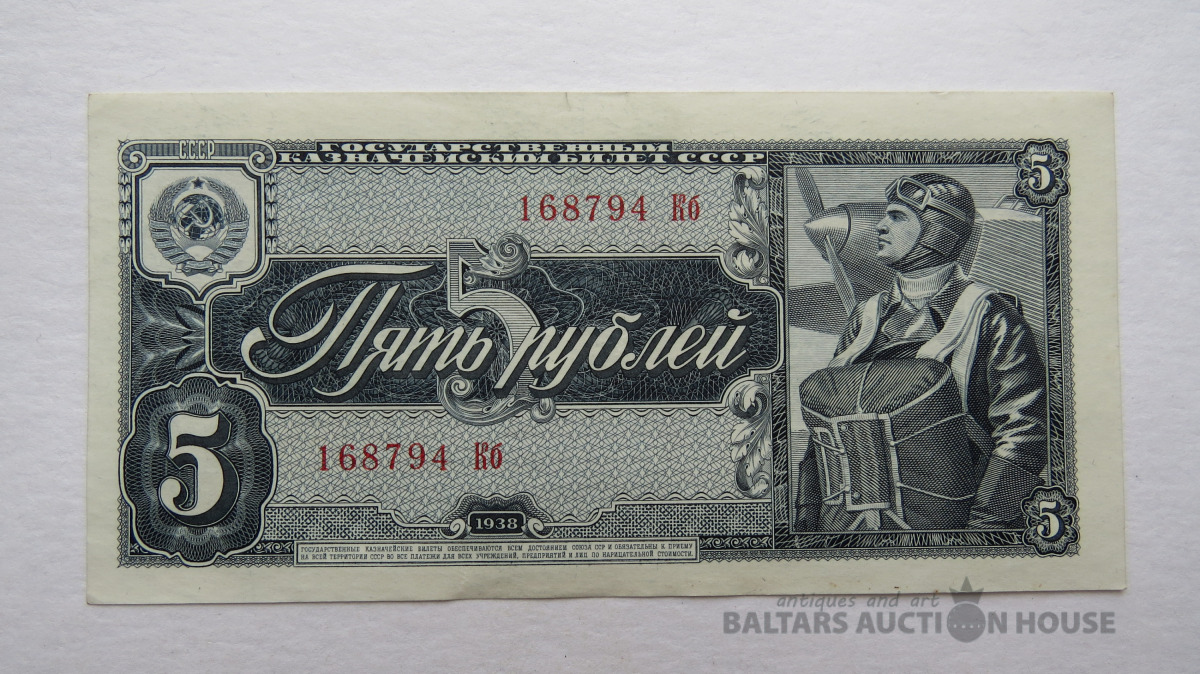 СССР
ГОСУДАРСТВЕННЫЙ
КАЗНАЧЕЙСКИЙ БИЛЕТ СССР
5
168794 Кб
5
Пять рублей
168794 Кб
5
1938
5
ГОСУДАРСТВЕННЫЕ КАЗНАЧЕЙСКИЕ БИЛЕТЫ ОБЕСПЕЧИВАЮТСЯ ВСЕМ ДОСТОЯНИЕМ СОЮЗА ССР И ОБЯЗАТЕЛЬНЫ К ПРИЕМУ
НА ВСЕЙ ТЕРРИТОРИИ СССР ВО ВСЕ ПЛАТЕЖИ ДЛЯ ВСЕХ УЧРЕЖДЕНИЙ, ПРЕДПРИЯТИЙ И ЛИЦ ПО НАРИЦАТЕЛЬНОЙ СТОИМОСТИ.
antiques and art
BALTARS AUCTION HOUSE